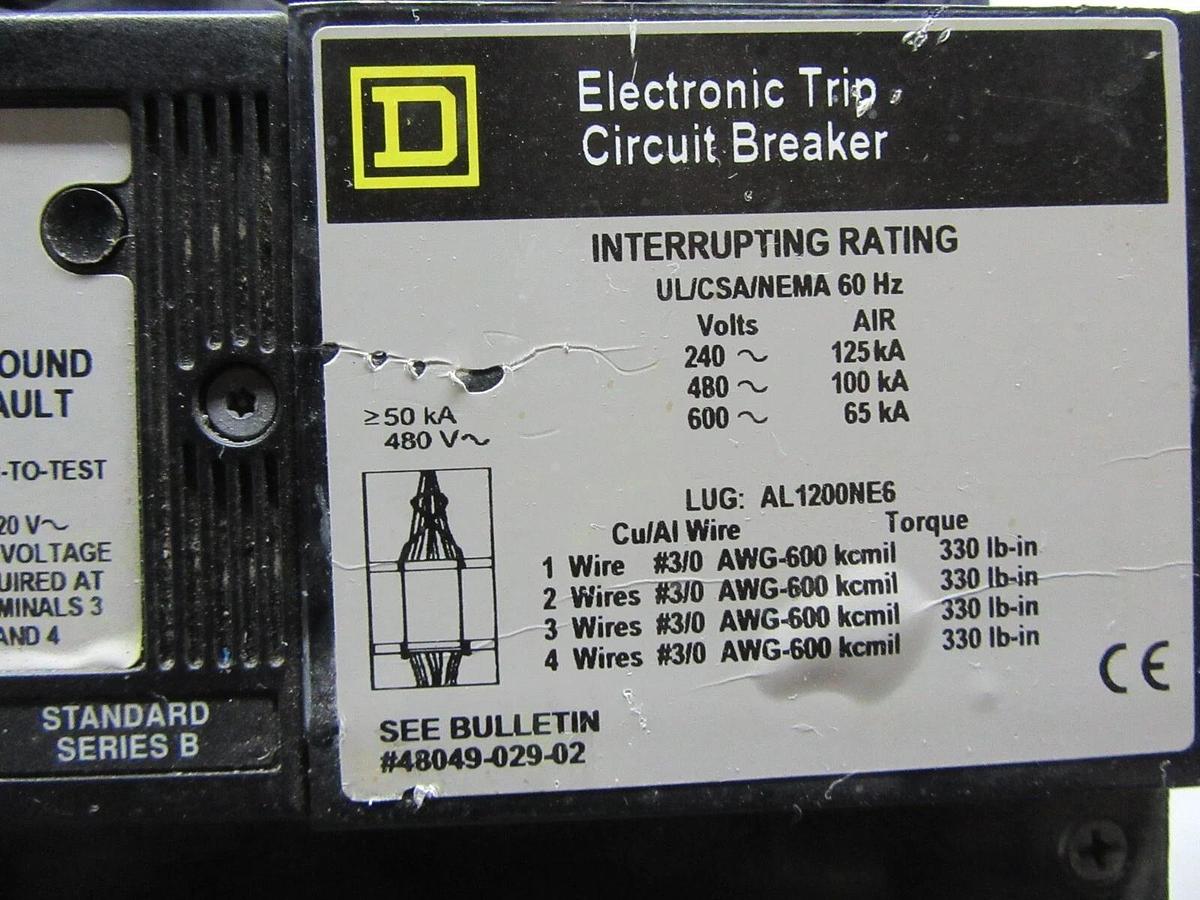 D
Electronic Trip
Circuit Breaker
INTERRUPTING RATING
UL/CSA/NEMA 60 Hz
Volts AIR
240 ~ 125 kA
480 ~ 100 kA
600 ~ 65 kA
≥50 kA
480 V~
LUG: AL1200NE6
Cu/Al Wire Torque
1 Wire #3/0 AWG-600 kcmil 330 lb-in
2 Wires #3/0 AWG-600 kcmil 330 lb-in
3 Wires #3/0 AWG-600 kcmil 330 lb-in
4 Wires #3/0 AWG-600 kcmil 330 lb-in
CE
SEE BULLETIN
#48049-029-02
OUND
AULT
-TO-TEST
20 V~
VOLTAGE
UIRED AT
MINALS 3
AND 4
STANDARD
SERIES B